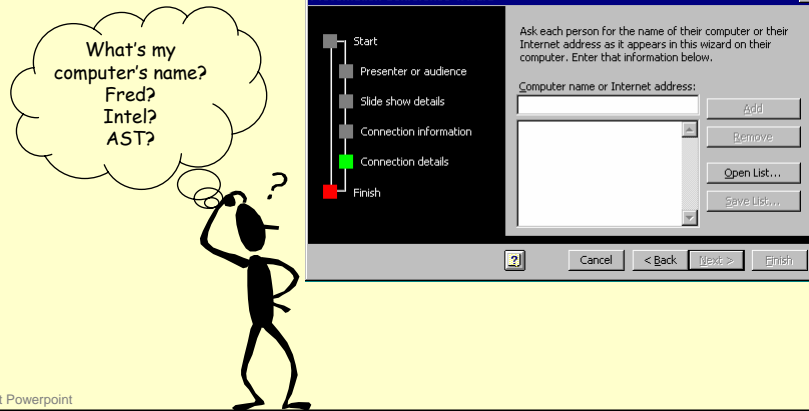 What's my
computer's name?
Fred?
Intel?
AST?
?
Start
Presenter or audience
Slide show details
Connection information
Connection details
Finish
Ask each person for the name of their computer or their
Internet address as it appears in this wizard on their
computer. Enter that information below.
Computer name or Internet address:
Add
Remove
Open List...
Save List...
?
Cancel
< Back
Next >
Finish
t Powerpoint